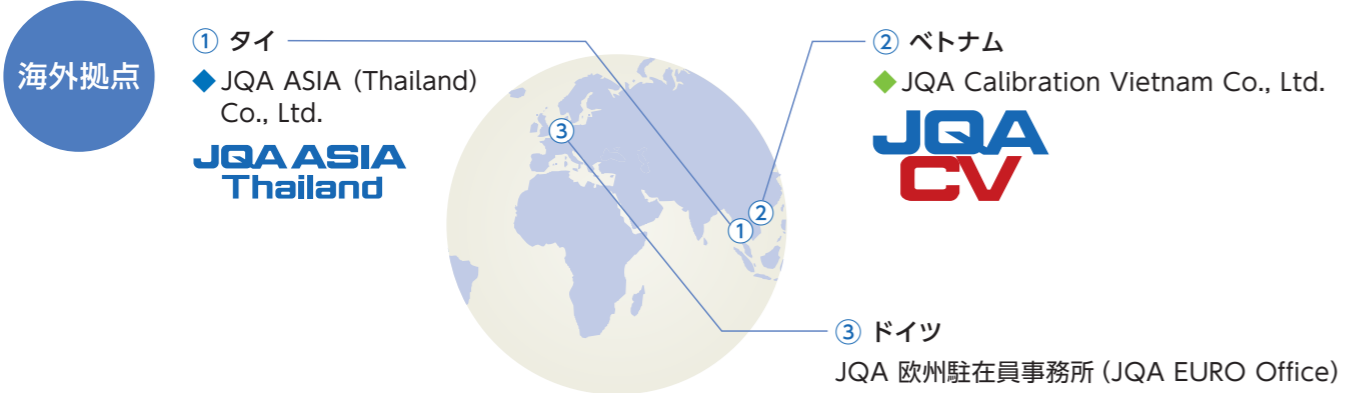 海外拠点
① タイ
◆JQA ASIA (Thailand)
Co., Ltd.
JQA ASIA
Thailand
② ベトナム
◆JQA Calibration Vietnam Co., Ltd.
JQA
CV
③
②
①
③ ドイツ
JQA 欧州駐在員事務所 (JQA EURO Office)